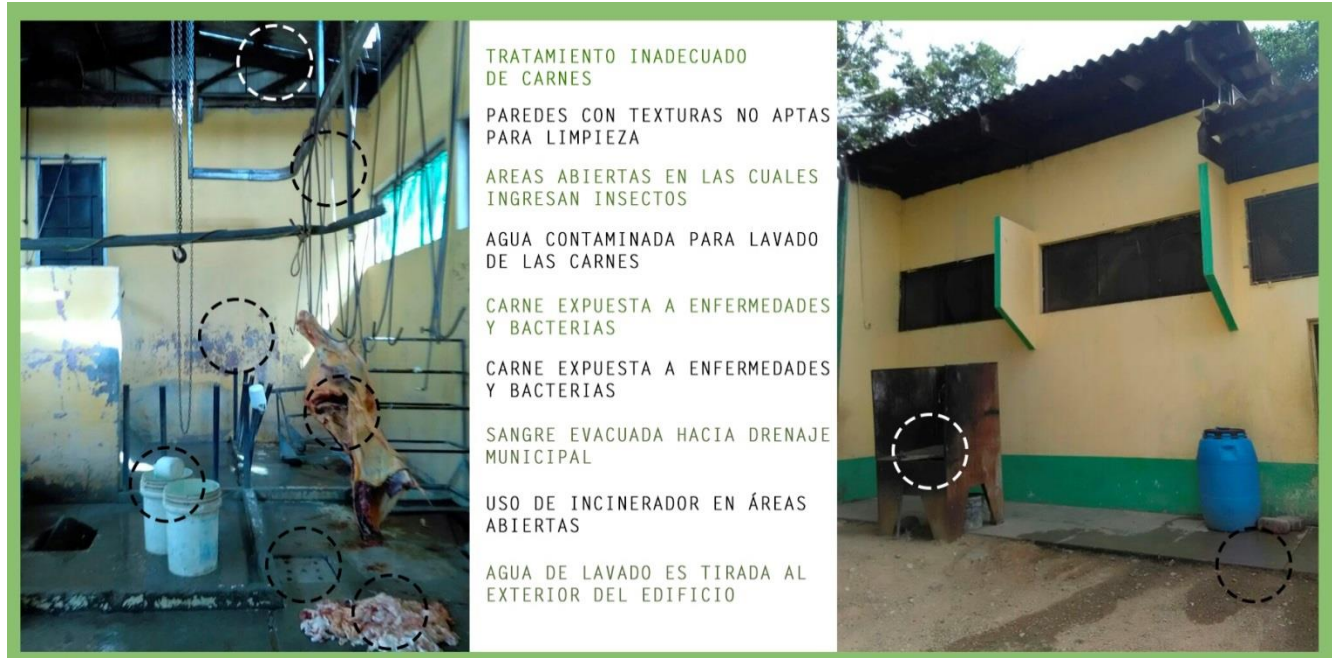 TRATAMIENTO INADECUADO
DE CARNES
PAREDES CON TEXTURAS NO APTAS
PARA LIMPIEZA
AREAS ABIERTAS EN LAS CUALES
INGRESAN INSECTOS
AGUA CONTAMINADA PARA LAVADO
DE LAS CARNES
CARNE EXPUESTA A ENFERMEDADES
Y BACTERIAS
CARNE EXPUESTA A ENFERMEDADES
Y BACTERIAS
SANGRE EVACUADA HACIA DRENAJE
MUNICIPAL
USO DE INCINERADOR EN ÁREAS
ABIERTAS
AGUA DE LAVADO ES TIRADA AL
EXTERIOR DEL EDIFICIO